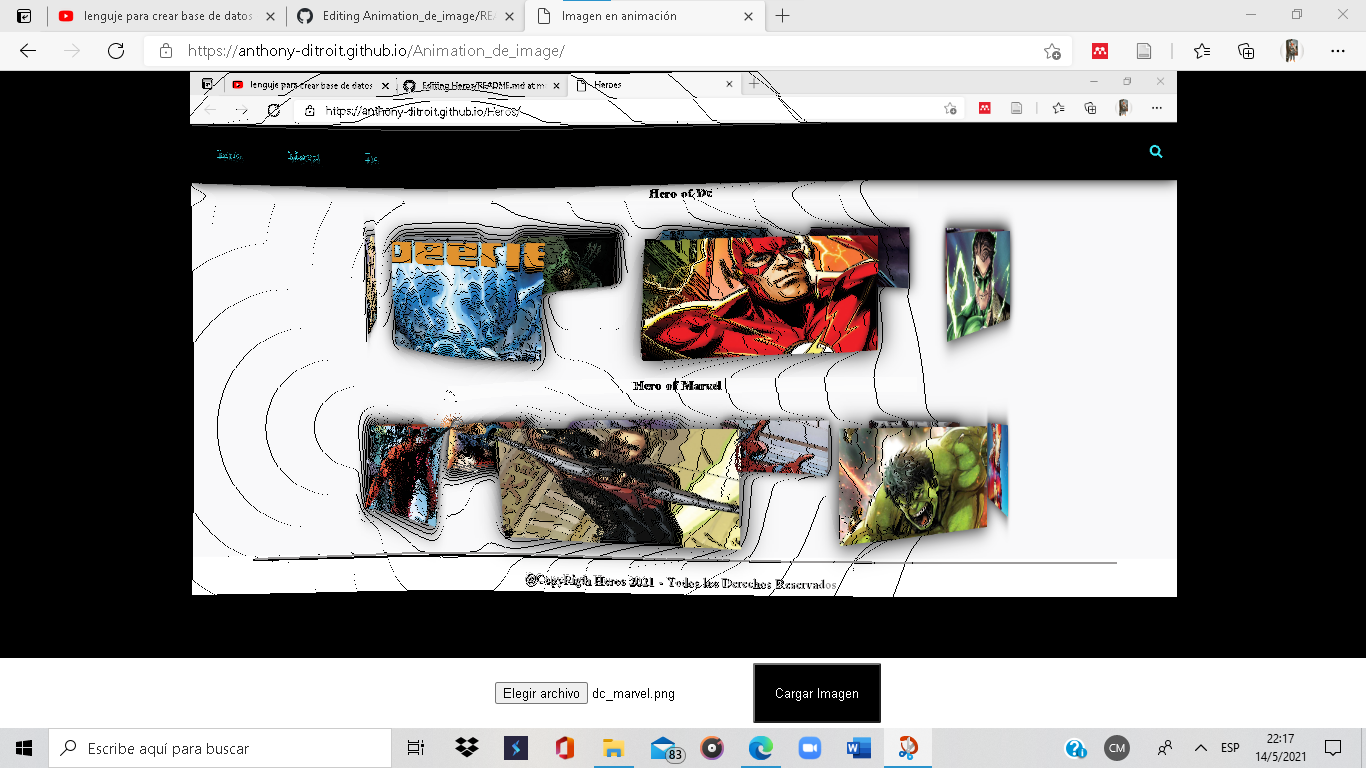 lenguje para crear base de datos
Editing Animation_de_image/REA
Imagen en animación
https://anthony-ditroit.github.io/Animation_de_image/
lenguje para crear base de datos
Editing Heros/README.md at m
Heroes
https://anthony-ditroit.github.io/Heros/
Marvel
Dc
Hero of Dc
Hero of Marvel
@CopyRigth Heros 2021 - Todos los Derechos Reservados
Elegir archivo dc_marvel.png
Cargar Imagen
Escribe aquí para buscar
83
CM
ESP
22:17
14/5/2021